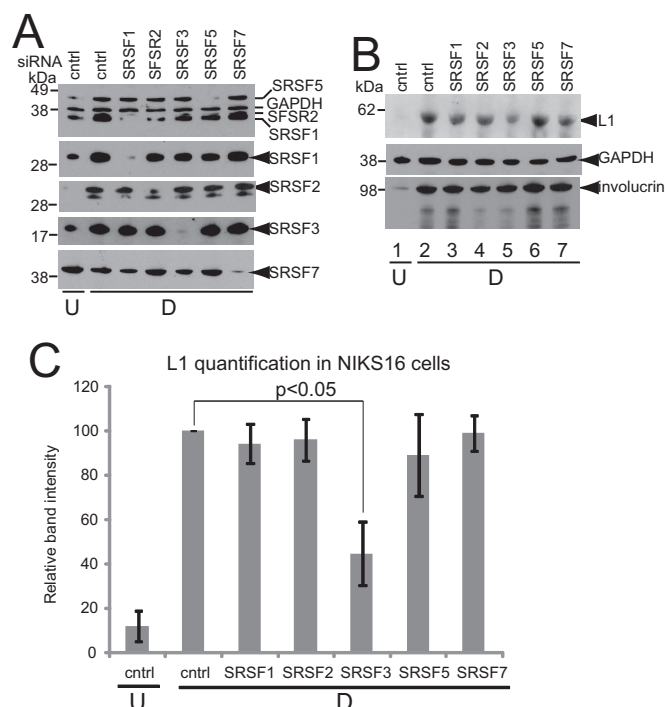 A
siRNA
kDa
cntrl
cntrl
SRSF1
SFSR2
SRSF3
SRSF5
SRSF7
49
38
SRSF5
GAPDH
SFSR2
SRSF1
28
SRSF1
28
SRSF2
17
SRSF3
38
SRSF7
U D
B
kDa
cntrl
cntrl
SRSF1
SRSF2
SRSF3
SRSF5
SRSF7
62
L1
38
GAPDH
98
involucrin
1 2 3 4 5 6 7
U D
C
L1 quantification in NIKS16 cells
p<0.05
Relative band intensity
120
100
80
60
40
20
0
cntrl cntrl SRSF1 SRSF2 SRSF3 SRSF5 SRSF7
U D